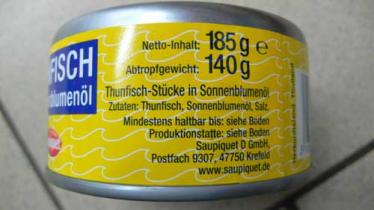 FISCH
blumenöl
Netto-Inhalt: 185 g e
Abtropfgewicht: 140 g
Thunfisch-Stücke in Sonnenblumenöl
Zutaten: Thunfisch, Sonnenblumenöl, Salz.
Mindestens haltbar bis: siehe Boden
Produktionstätte: siehe Boden
Saupiquet D GmbH,
Postfach 9307, 47750 Krefeld
www.saupiquet.de